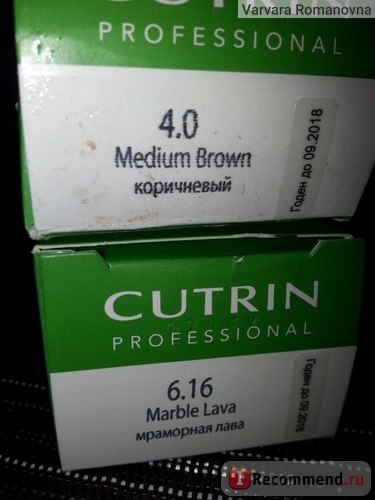 Varvara Romanovna
CUTRIN
PROFESSIONAL
4.0
Medium Brown
коричневый
Годен до 09.2018
CUTRIN
PROFESSIONAL
6.16
Marble Lava
мраморная лава
Годен до 09.2018
iRecommend.ru